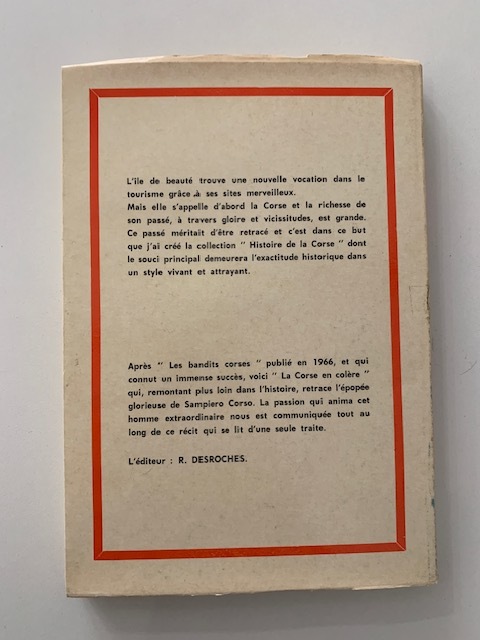 L'île de beauté trouve une nouvelle vocation dans le
tourisme grâce à ses sites merveilleux.
Mais elle s'appelle d'abord la Corse et la richesse de
son passé, à travers gloire et vicissitudes, est grande.
Ce passé méritait d'être retracé et c'est dans ce but
que j'ai créé la collection " Histoire de la Corse " dont
le souci principal demeurera l'exactitude historique dans
un style vivant et attrayant.
Après " Les bandits corses " publié en 1966, et qui
connut un immense succès, voici " La Corse en colère "
qui, remontant plus loin dans l'histoire, retrace l'épopée
glorieuse de Sampiero Corso. La passion qui anima cet
homme extraordinaire nous est communiquée tout au
long de ce récit qui se lit d'une seule traite.
L'éditeur : R. DESROCHES.